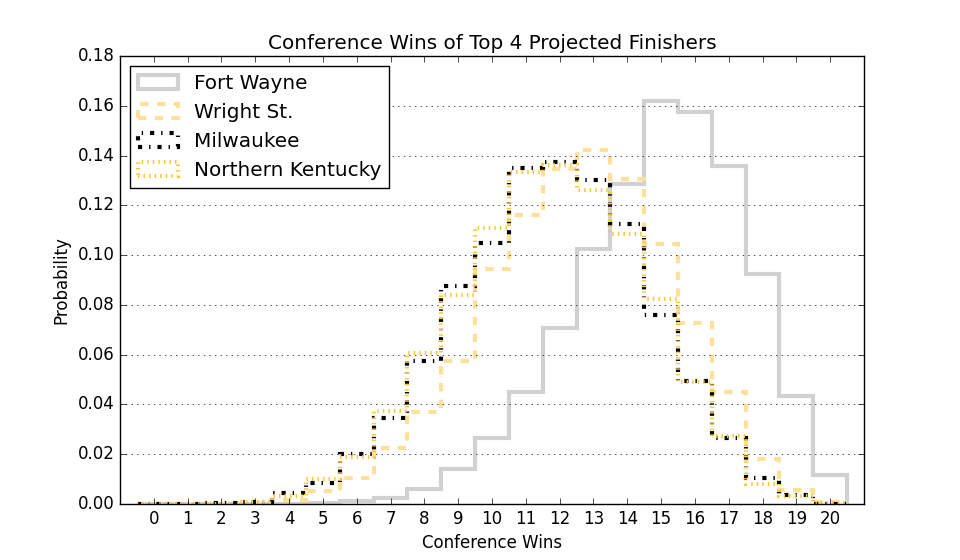 Conference Wins of Top 4 Projected Finishers
Fort Wayne
Wright St.
Milwaukee
Northern Kentucky
Probability
0.18
0.16
0.14
0.12
0.10
0.08
0.06
0.04
0.02
0.00
0 1 2 3 4 5 6 7 8 9 10 11 12 13 14 15 16 17 18 19 20
Conference Wins